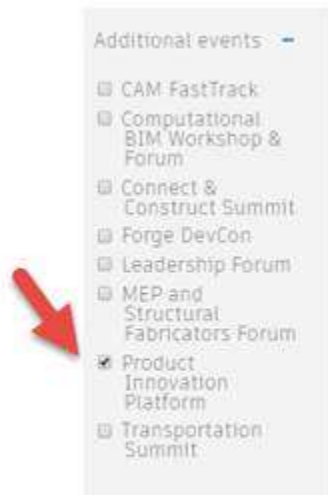 Additional events -
CAM FastTrack
Computational
BIM Workshop &
Forum
Connect &
Construct Summit
Forge DevCon
Leadership Forum
MEP and
Structural
Fabricators Forum
Product
Innovation
Platform
Transportation
Summit